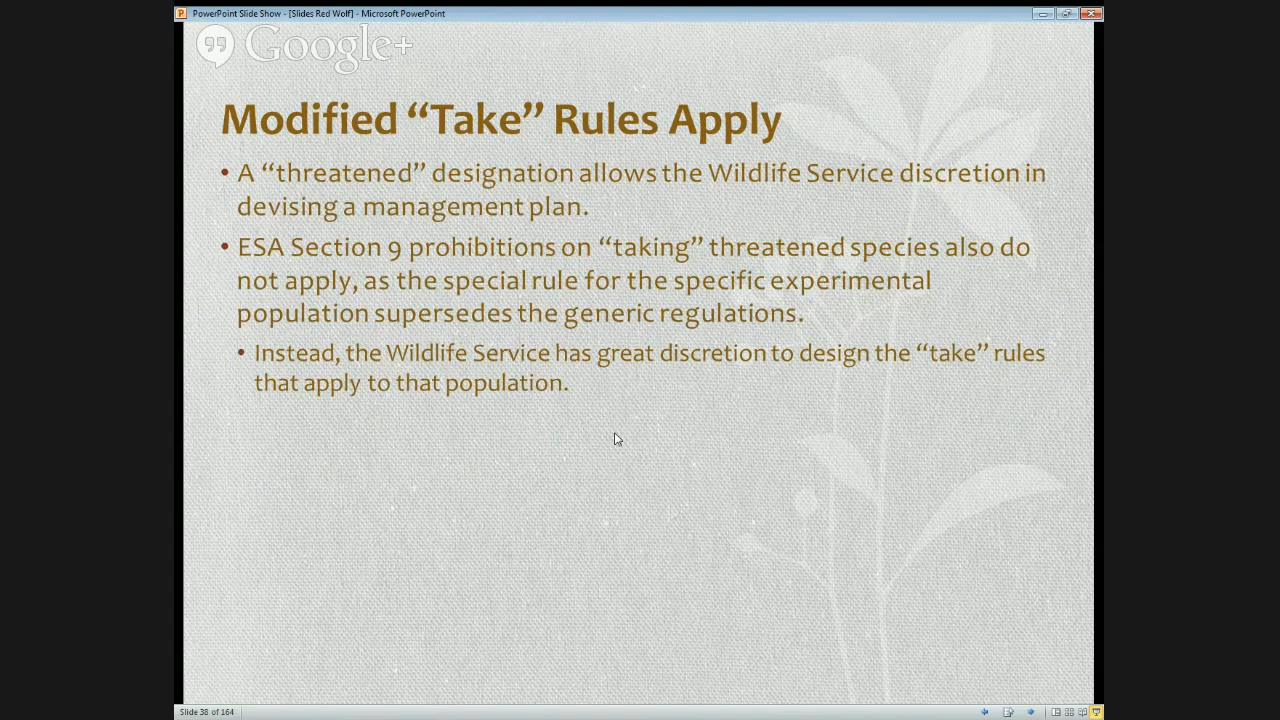 PowerPoint Slide Show - [Slides Red Wolf] - Microsoft PowerPoint
Google+
Modified “Take” Rules Apply
• A “threatened” designation allows the Wildlife Service discretion in
devising a management plan.
• ESA Section 9 prohibitions on “taking” threatened species also do
not apply, as the special rule for the specific experimental
population supersedes the generic regulations.
• Instead, the Wildlife Service has great discretion to design the “take” rules
that apply to that population.
Slide 38 of 164